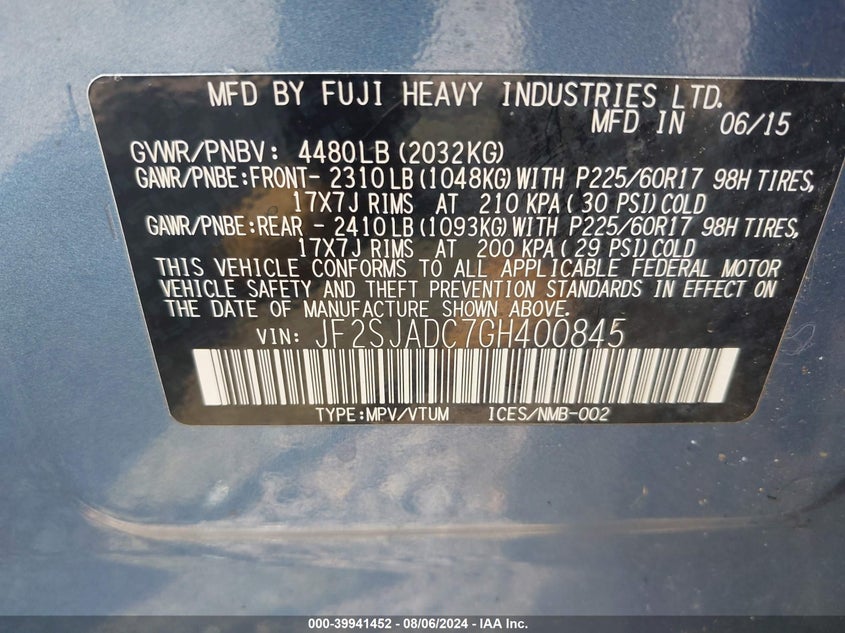 MFD BY FUJI HEAVY INDUSTRIES LTD.
MFD IN 06/15
GVWR/PNBV: 4480LB (2032KG)
GAWR/PNBE:FRONT- 2310LB (1048KG) WITH P225/60R17 98H TIRES,
17X7J RIMS AT 210 KPA ( 30 PSI) COLD
GAWR/PNBE:REAR - 2410LB (1093KG) WITH P225/60R17 98H TIRES,
17X7J RIMS AT 200 KPA ( 29 PSI) COLD
THIS VEHICLE CONFORMS TO ALL APPLICABLE FEDERAL MOTOR
VEHICLE SAFETY AND THEFT PREVENTION STANDARDS IN EFFECT ON
THE DATE OF MANUFACTURE SHOWN ABOVE.
VIN: JF2SJADC7GH400845
TYPE:MPV/VTUM ICES/NMB-002
000-39941452 - 08/06/2024 - IAA Inc.